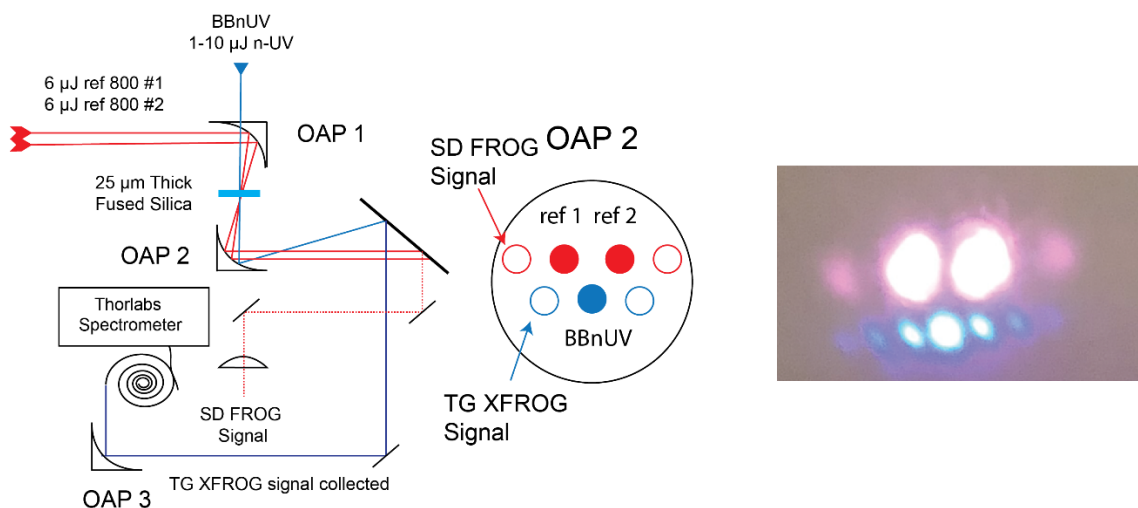 BBnUV
1-10 µJ n-UV
6 µJ ref 800 #1
6 µJ ref 800 #2
OAP 1
25 µm Thick
Fused Silica
OAP 2
Thorlabs
Spectrometer
SD FROG
Signal
OAP 3
TG XFROG signal collected
OAP 2
SD FROG
Signal
ref 1 ref 2
BBnUV
TG XFROG
Signal